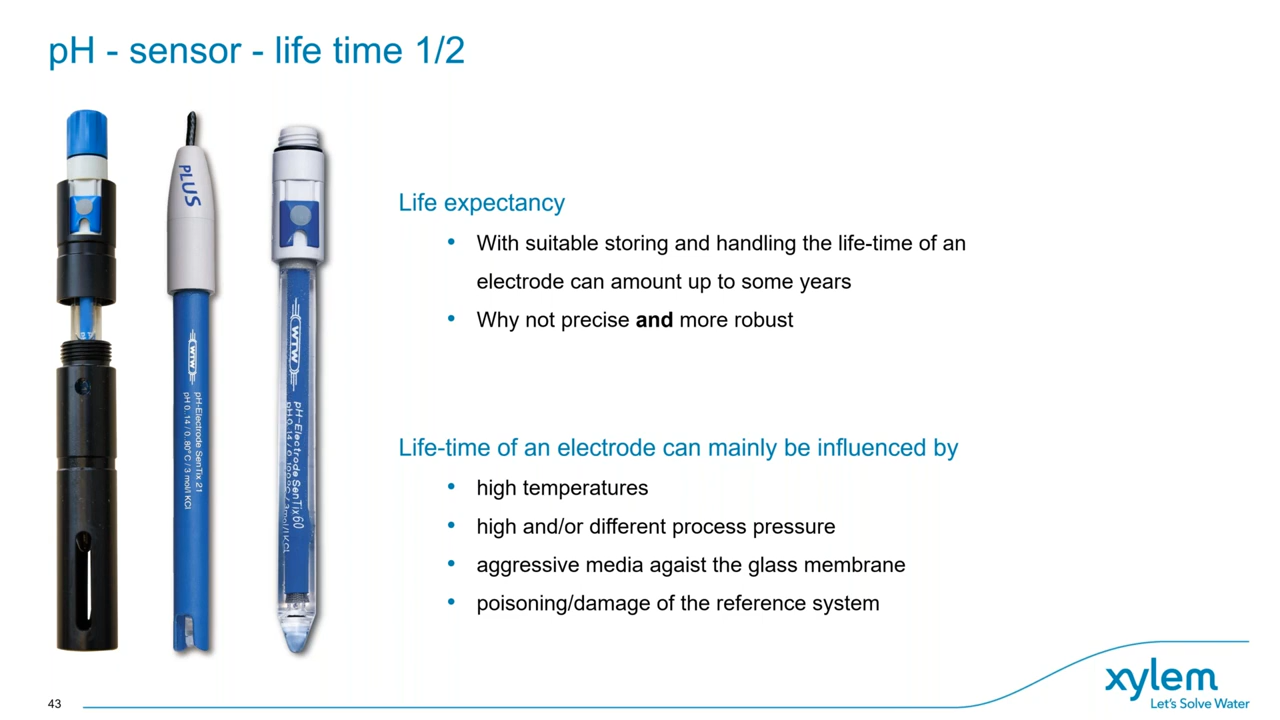 pH - sensor - life time 1/2
PLUS
WTW
pH-Electrode SenTix 21
pH 0..14 / 0..80°C / 3 mol/l KCl
WTW
pH-Electrode SenTix60
Life expectancy
• With suitable storing and handling the life-time of an
electrode can amount up to some years
• Why not precise and more robust
Life-time of an electrode can mainly be influenced by
• high temperatures
• high and/or different process pressure
• aggressive media agaist the glass membrane
• poisoning/damage of the reference system
43
xylem
Let's Solve Water